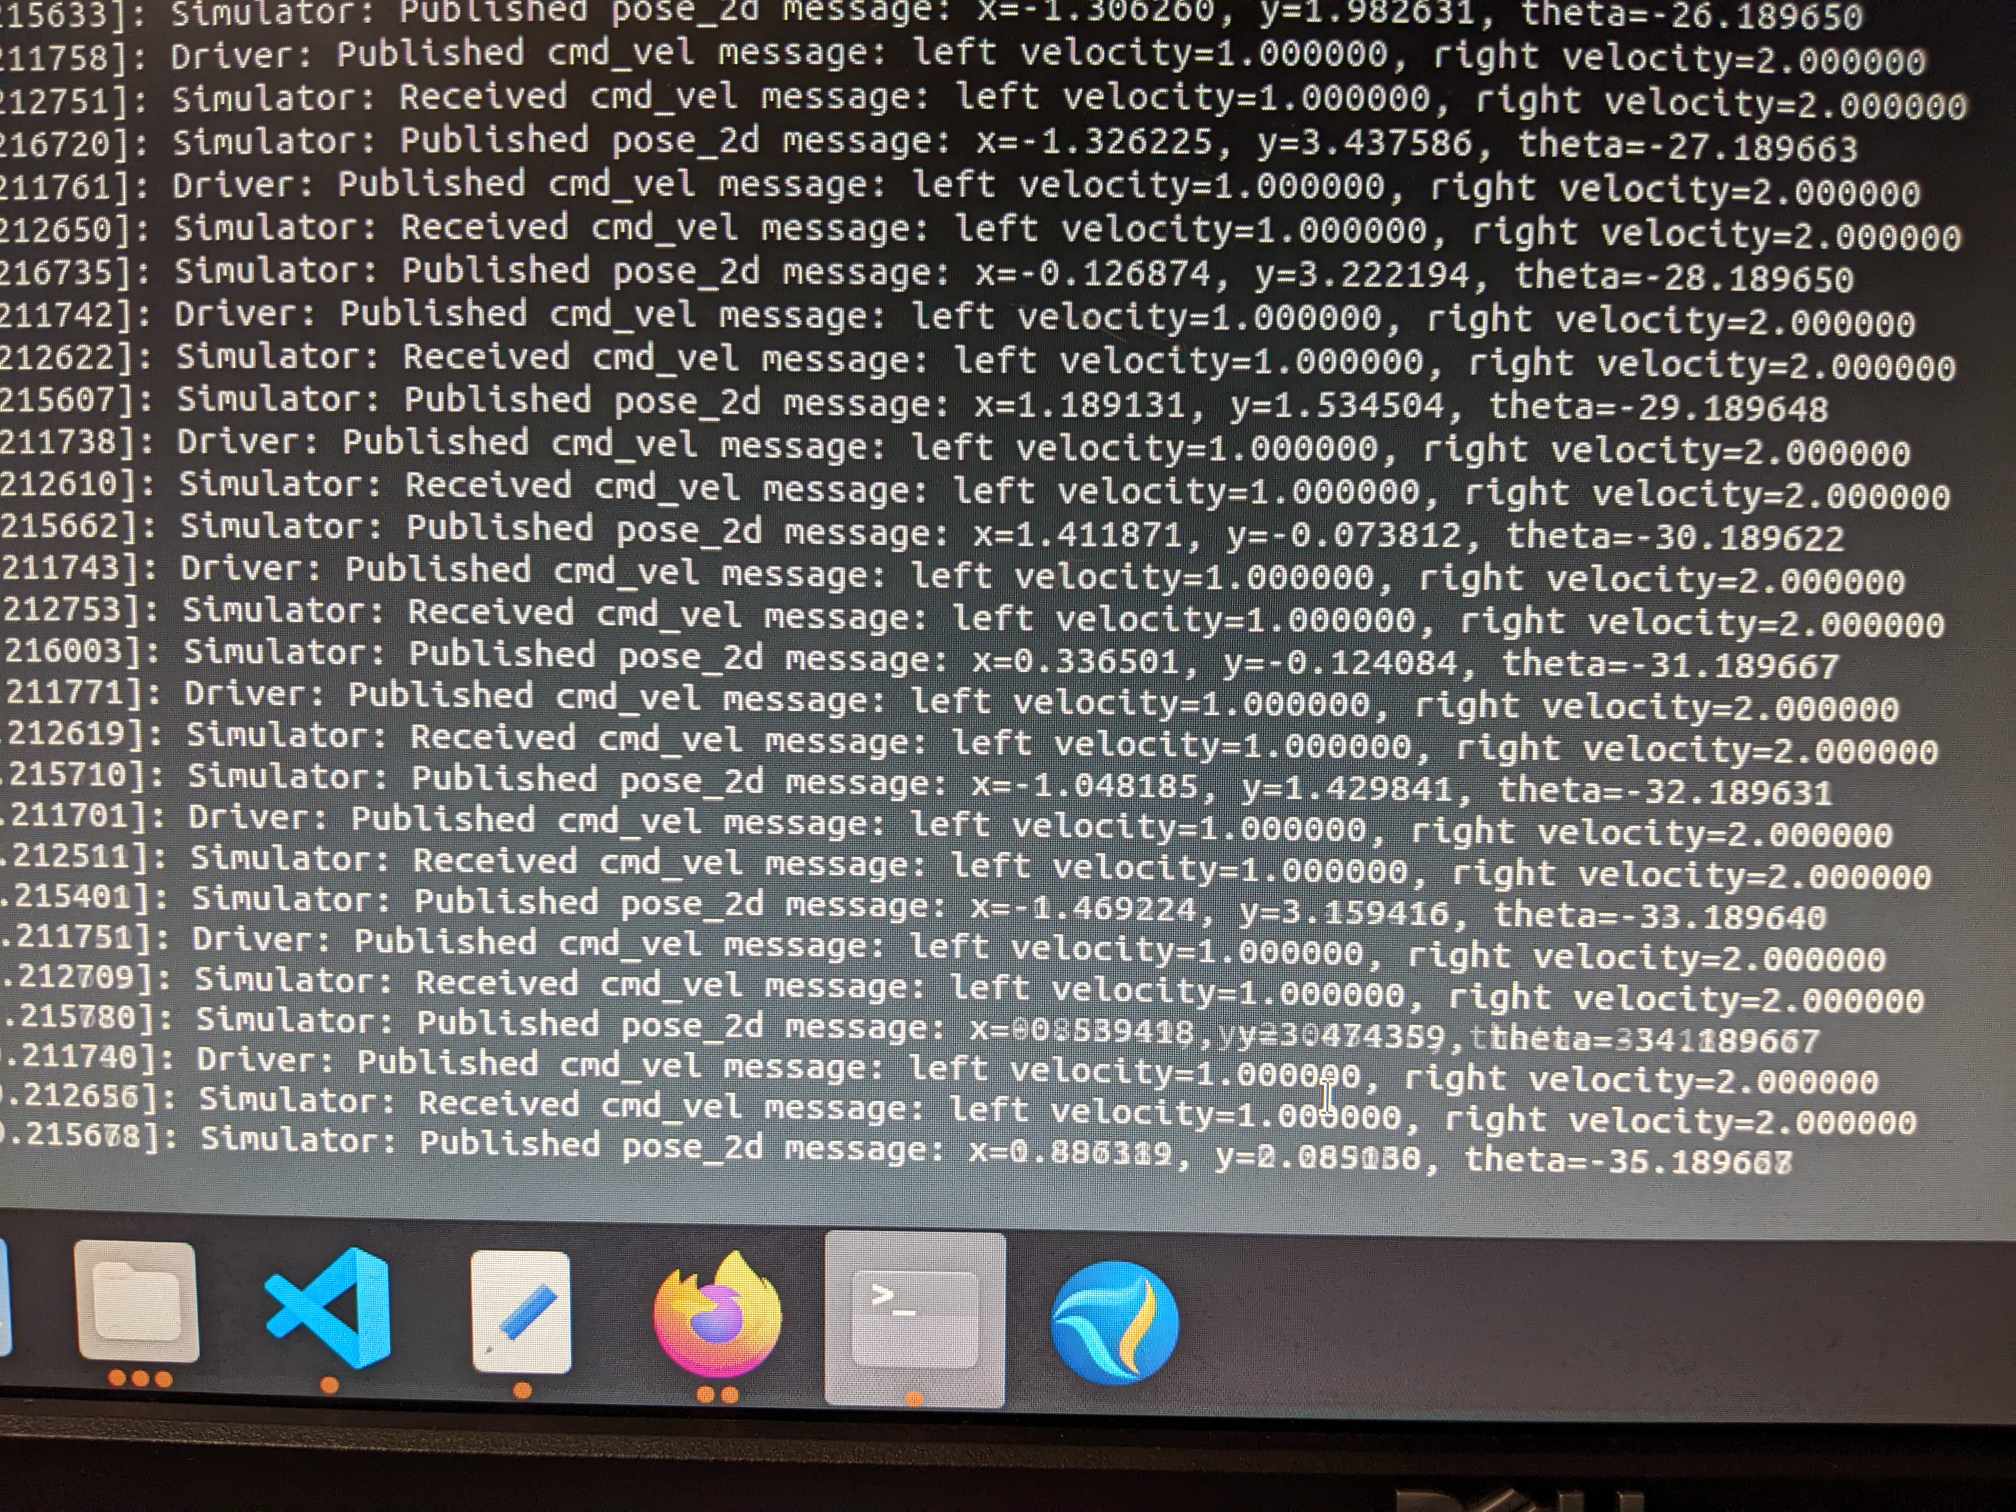 215633]: Simulator: Published pose_2d message: x=-1.306260, y=1.982631, theta=-26.189650
211758]: Driver: Published cmd_vel message: left velocity=1.000000, right velocity=2.000000
212751]: Simulator: Received cmd_vel message: left velocity=1.000000, right velocity=2.000000
216720]: Simulator: Published pose_2d message: x=-1.326225, y=3.437586, theta=-27.189663
211761]: Driver: Published cmd_vel message: left velocity=1.000000, right velocity=2.000000
212650]: Simulator: Received cmd_vel message: left velocity=1.000000, right velocity=2.000000
216735]: Simulator: Published pose_2d message: x=-0.126874, y=3.222194, theta=-28.189650
211742]: Driver: Published cmd_vel message: left velocity=1.000000, right velocity=2.000000
212622]: Simulator: Received cmd_vel message: left velocity=1.000000, right velocity=2.000000
215607]: Simulator: Published pose_2d message: x=1.189131, y=1.534504, theta=-29.189648
211738]: Driver: Published cmd_vel message: left velocity=1.000000, right velocity=2.000000
212610]: Simulator: Received cmd_vel message: left velocity=1.000000, right velocity=2.000000
215662]: Simulator: Published pose_2d message: x=1.411871, y=-0.073812, theta=-30.189622
211743]: Driver: Published cmd_vel message: left velocity=1.000000, right velocity=2.000000
212753]: Simulator: Received cmd_vel message: left velocity=1.000000, right velocity=2.000000
216003]: Simulator: Published pose_2d message: x=0.336501, y=-0.124084, theta=-31.189667
211771]: Driver: Published cmd_vel message: left velocity=1.000000, right velocity=2.000000
.212619]: Simulator: Received cmd_vel message: left velocity=1.000000, right velocity=2.000000
.215710]: Simulator: Published pose_2d message: x=-1.048185, y=1.429841, theta=-32.189631
.211701]: Driver: Published cmd_vel message: left velocity=1.000000, right velocity=2.000000
.212511]: Simulator: Received cmd_vel message: left velocity=1.000000, right velocity=2.000000
.215401]: Simulator: Published pose_2d message: x=-1.469224, y=3.159416, theta=-33.189640
.211751]: Driver: Published cmd_vel message: left velocity=1.000000, right velocity=2.000000
.212709]: Simulator: Received cmd_vel message: left velocity=1.000000, right velocity=2.000000
Simulator: Published pose_2d message:
.211740]: Driver: Published cmd_vel message: left velocity=1.000000, right velocity=2.000000
.212656]: Simulator: Received cmd_vel message: left velocity=1.000000, right velocity=2.000000
Simulator: Published pose_2d message: